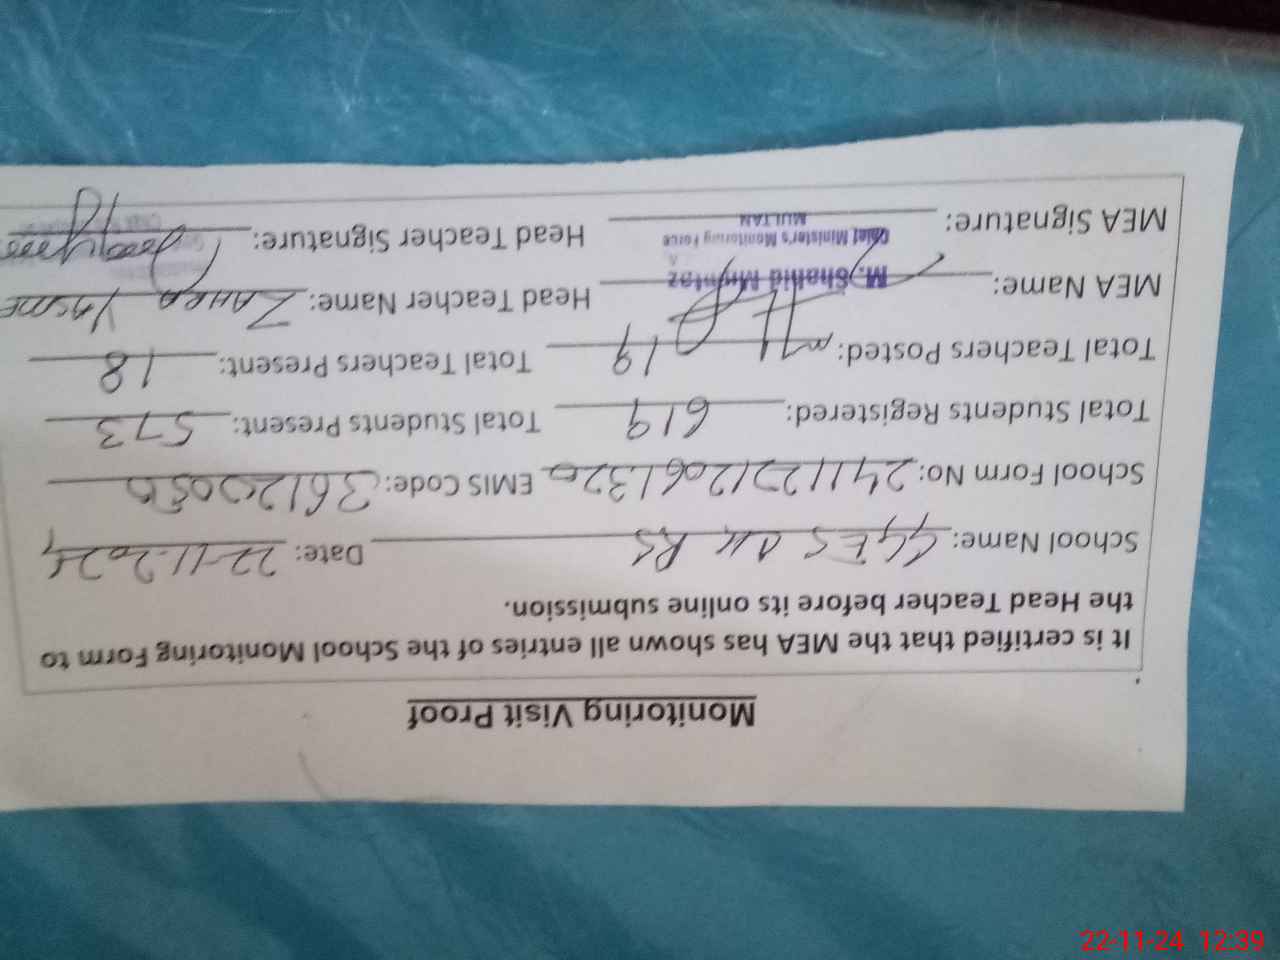 Monitoring Visit Proof
It is certified that the MEA has shown all entries of the School Monitoring Form to
the Head Teacher before its online submission.
School Name: GGES 4 RS Date: 22-11-2024
School Form No: 24112212061320 EMIS Code: 36120050
Total Students Registered: 619 Total Students Present: 573
Total Teachers Posted: 19 Total Teachers Present: 18
MEA Name: M. Shahid Mumtaz Head Teacher Name: ZAHRA YASME
MEA Signature: Chief Minister's Monitoring Force Head Teacher Signature:
MULTAN
22-11-24 12:39